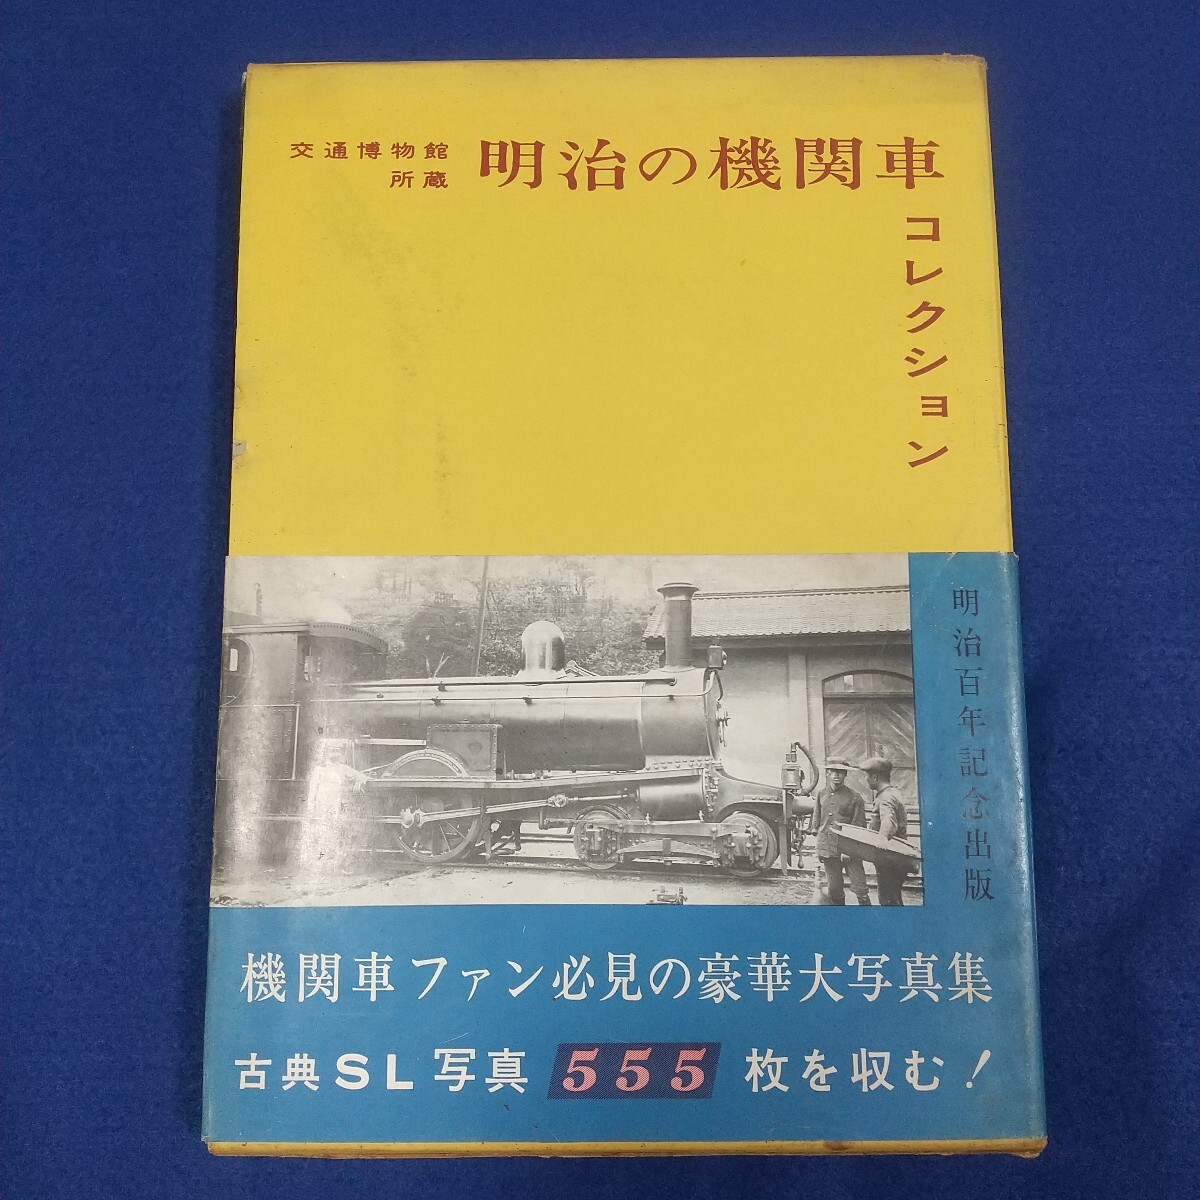 交通博物館
所蔵
明治の機関車
コレクション
明治百年記念出版
機関車ファン必見の豪華大写真集
古典SL写真555枚を収む！